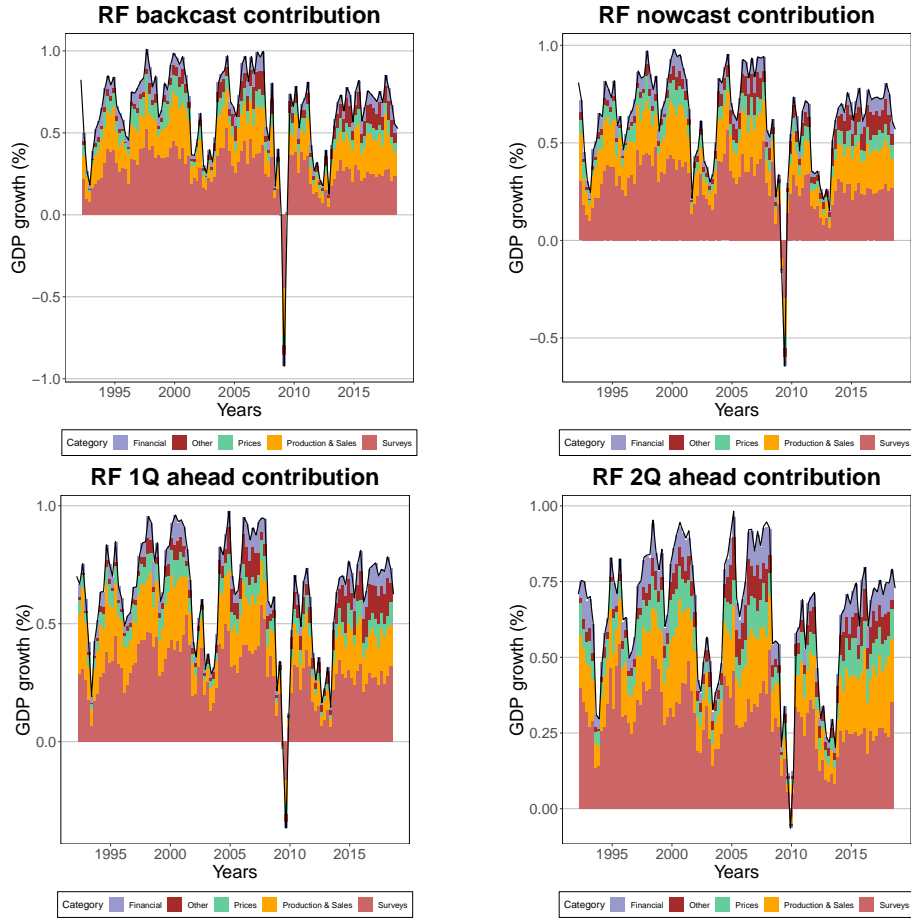 RF backcast contribution
GDP growth (%)
1.0
0.5
0.0
−0.5
−1.0
1995 2000 2005 2010 2015
Years
Category Financial Other Prices Production & Sales Surveys
RF nowcast contribution
GDP growth (%)
1.0
0.5
0.0
−0.5
1995 2000 2005 2010 2015
Years
Category Financial Other Prices Production & Sales Surveys
RF 1Q ahead contribution
GDP growth (%)
1.0
0.5
0.0
1995 2000 2005 2010 2015
Years
Category Financial Other Prices Production & Sales Surveys
RF 2Q ahead contribution
GDP growth (%)
1.00
0.75
0.50
0.25
0.00
1995 2000 2005 2010 2015
Years
Category Financial Other Prices Production & Sales Surveys